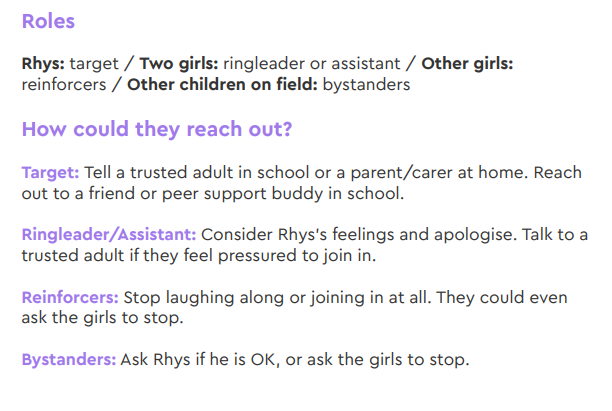 Roles
Rhys: target / Two girls: ringleader or assistant / Other girls:
reinforcers / Other children on field: bystanders
How could they reach out?
Target: Tell a trusted adult in school or a parent/carer at home. Reach
out to a friend or peer support buddy in school.
Ringleader/Assistant: Consider Rhys's feelings and apologise. Talk to a
trusted adult if they feel pressured to join in.
Reinforcers: Stop laughing along or joining in at all. They could even
ask the girls to stop.
Bystanders: Ask Rhys if he is OK, or ask the girls to stop.